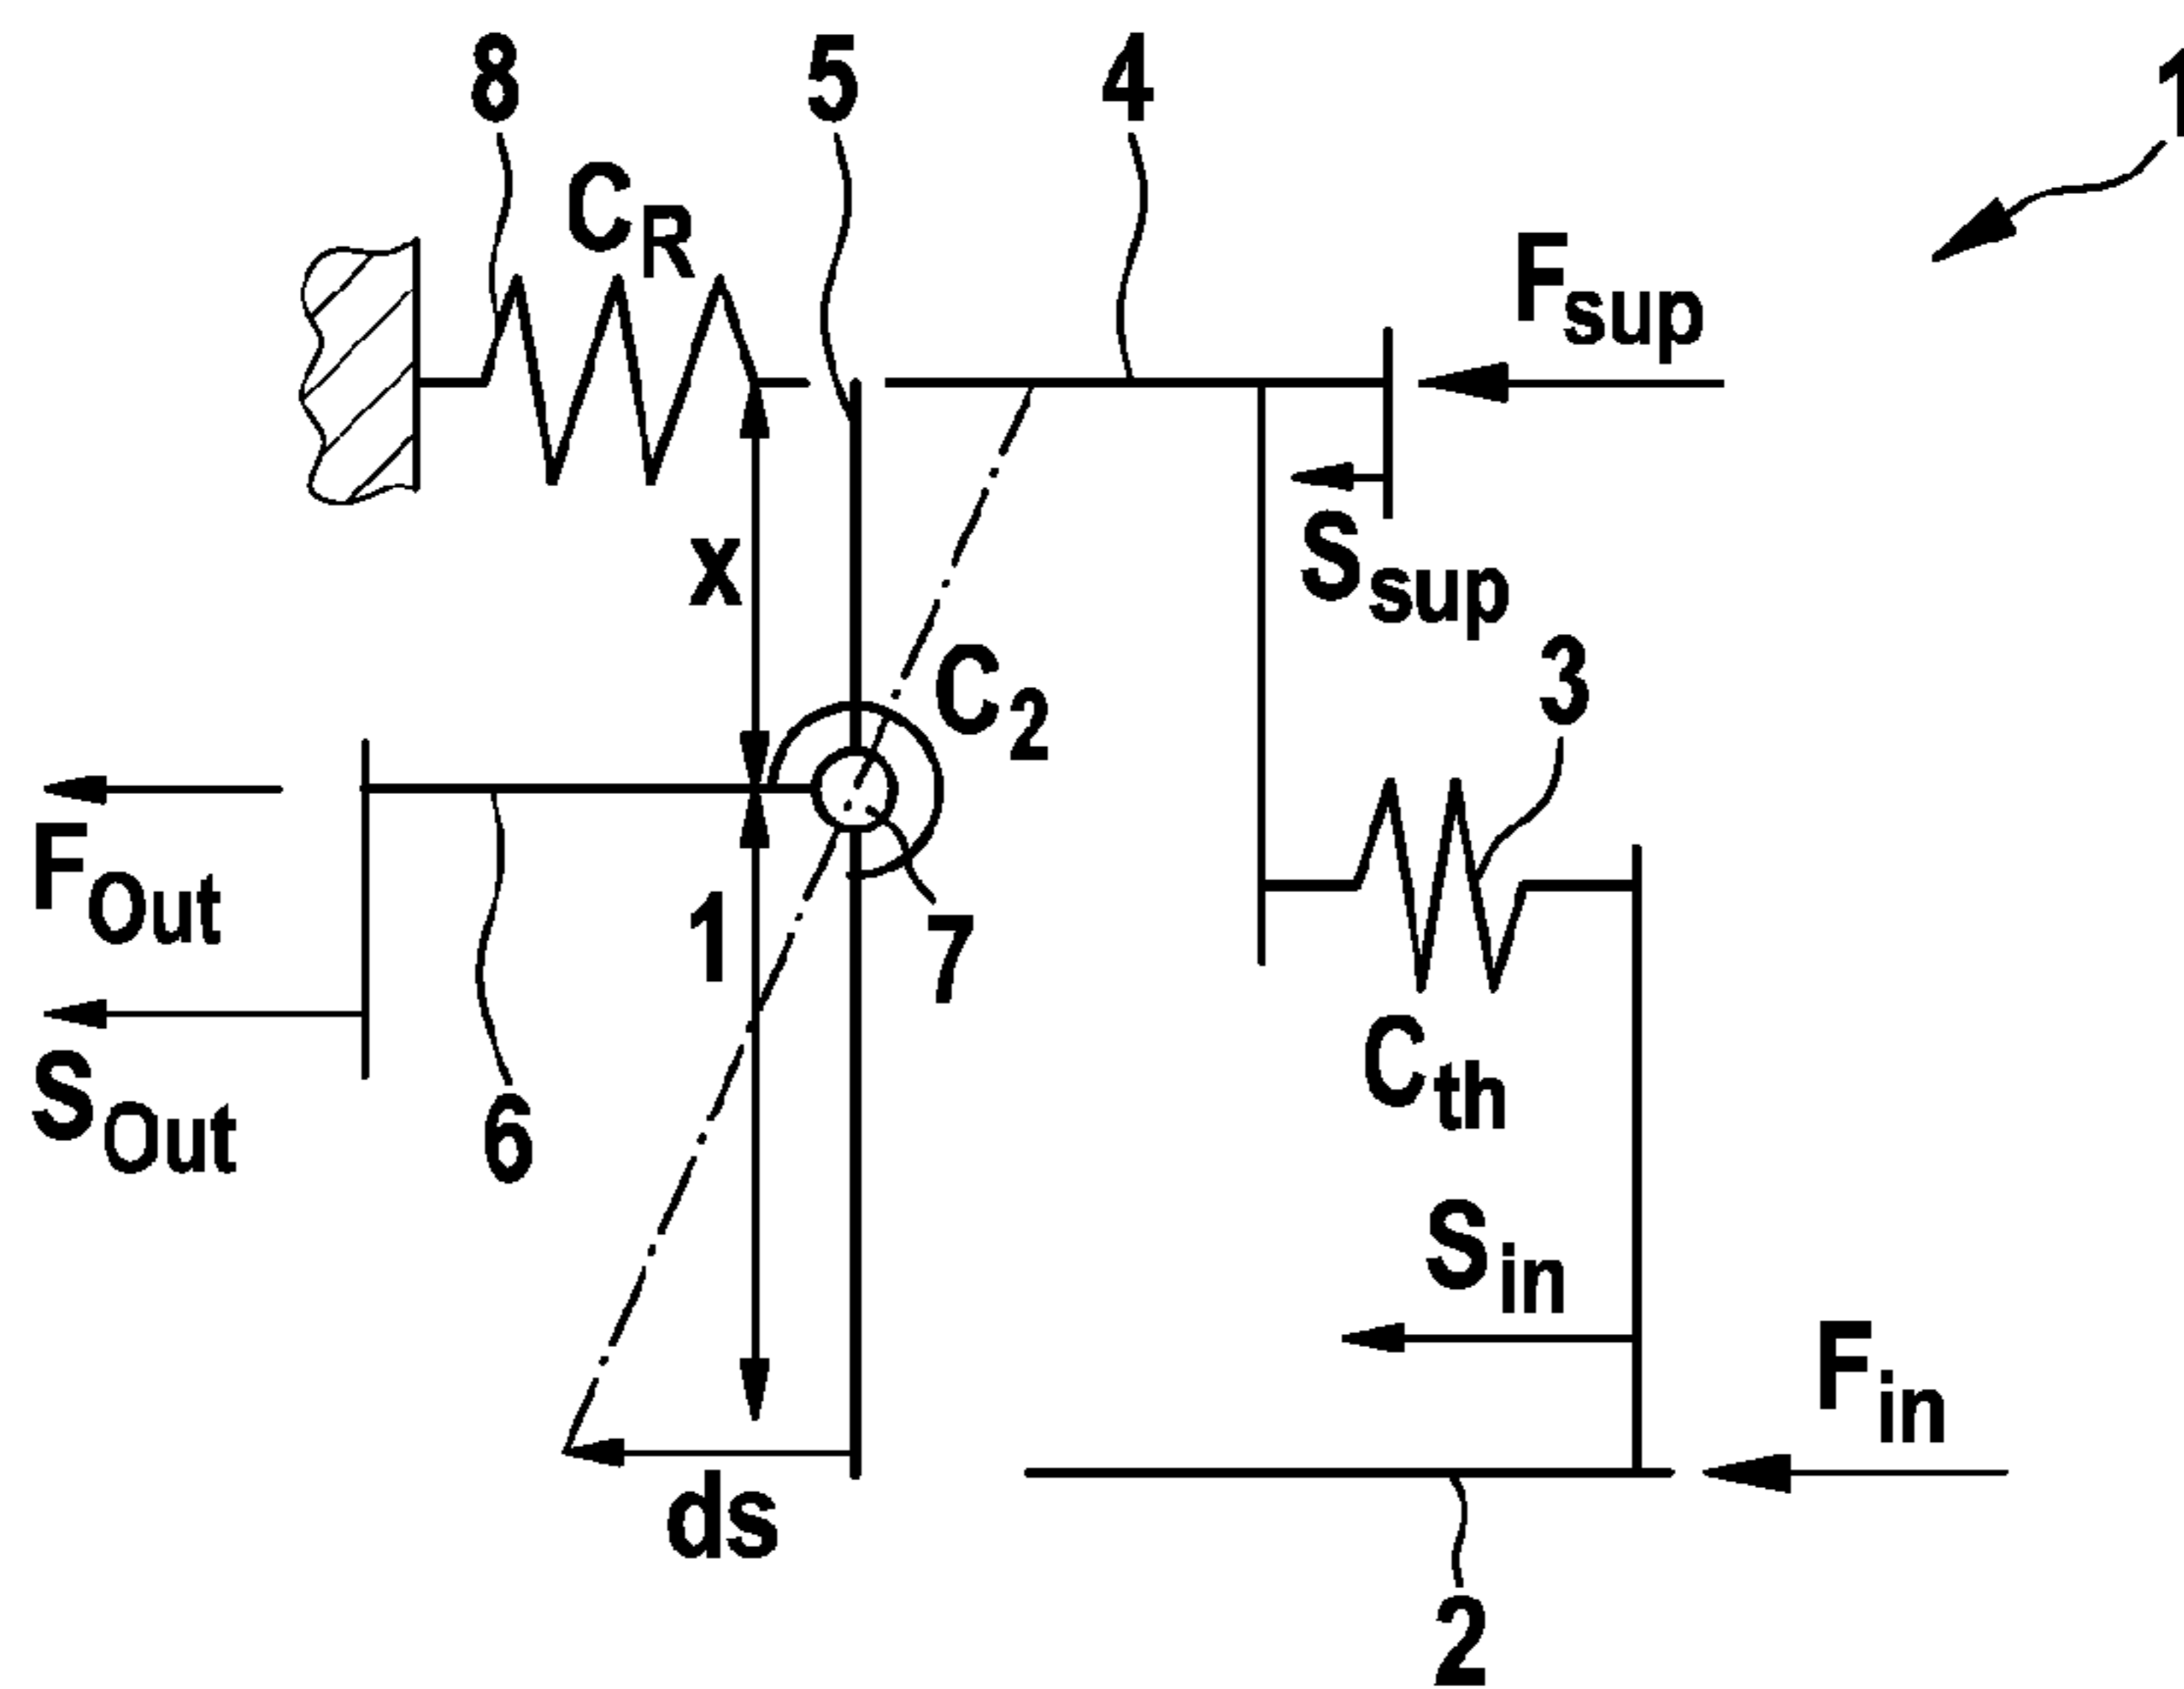 8 5 4 1
C_R
F_sup
S_sup
x
C_2
3
F_Out
1
7
S_Out
C_th
6
S_in
F_in
ds
2